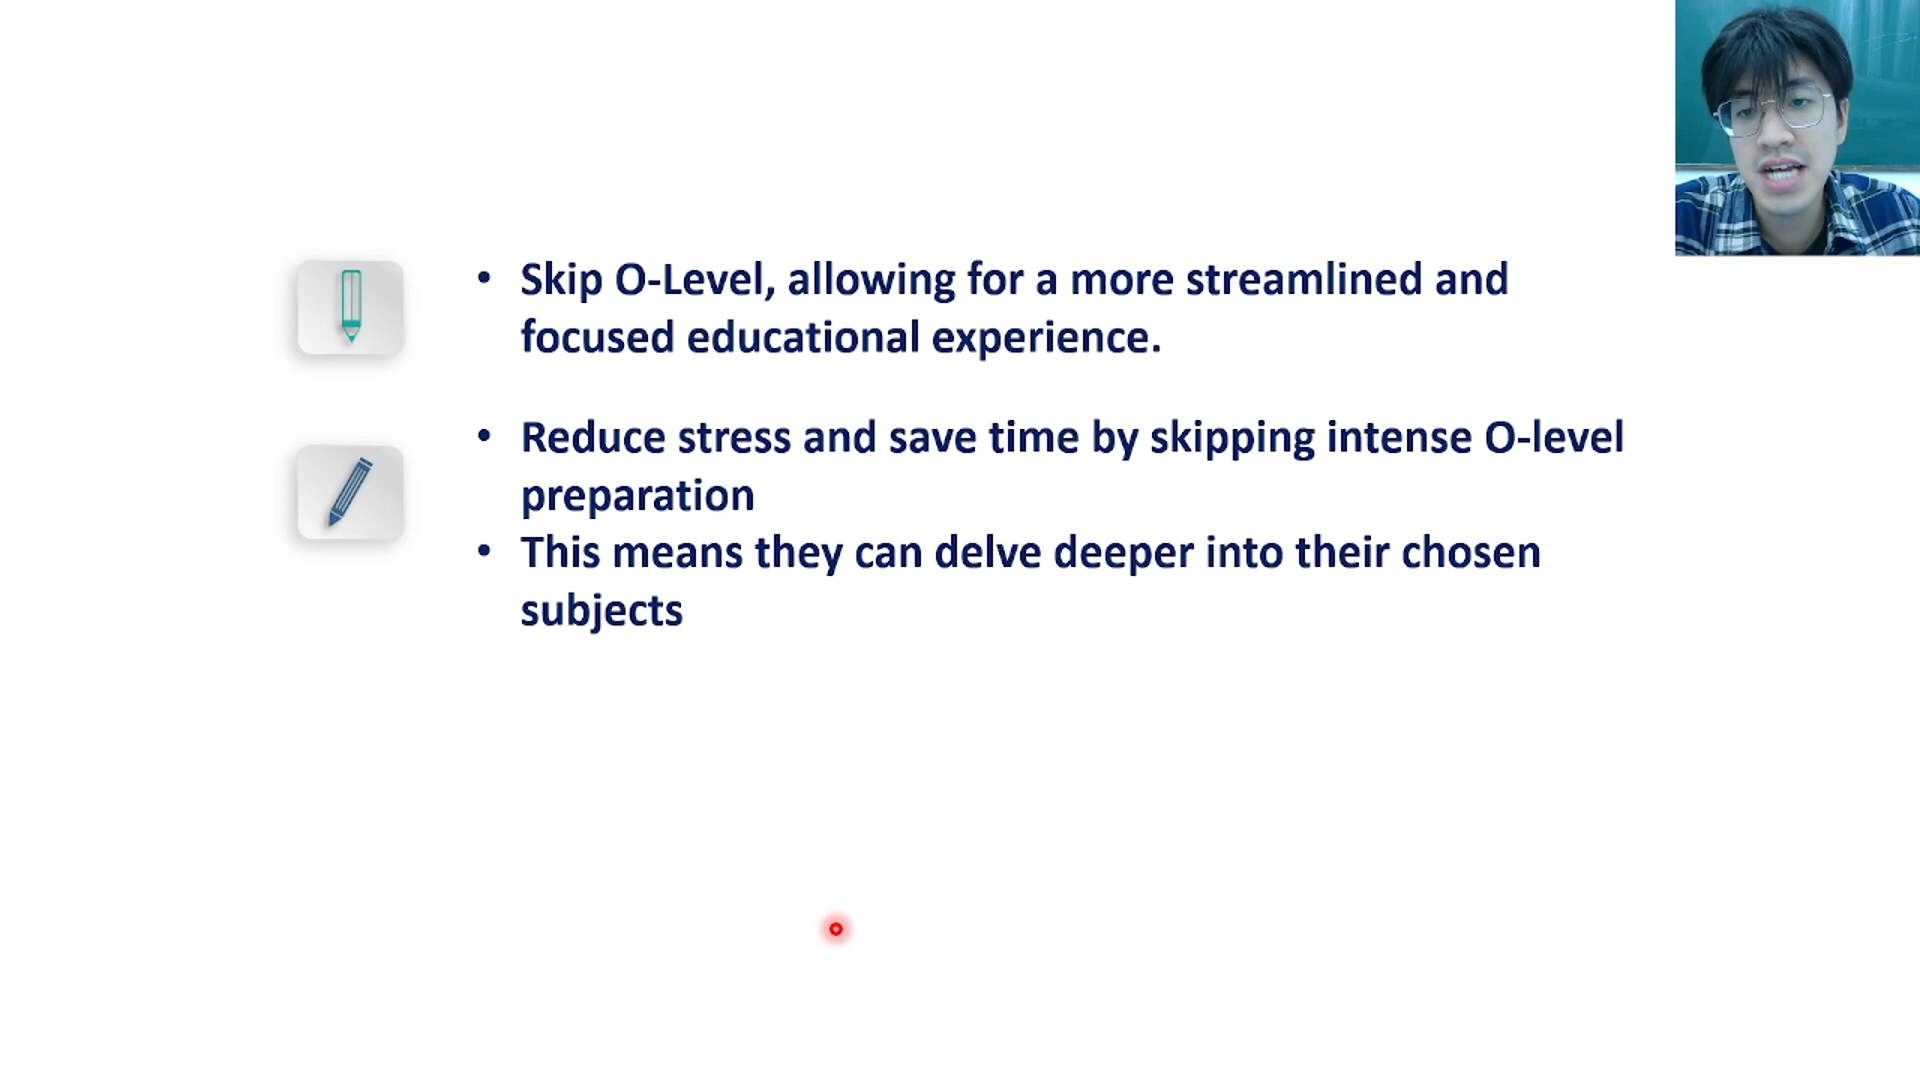 • Skip O-Level, allowing for a more streamlined and
focused educational experience.
• Reduce stress and save time by skipping intense O-level
preparation
• This means they can delve deeper into their chosen
subjects